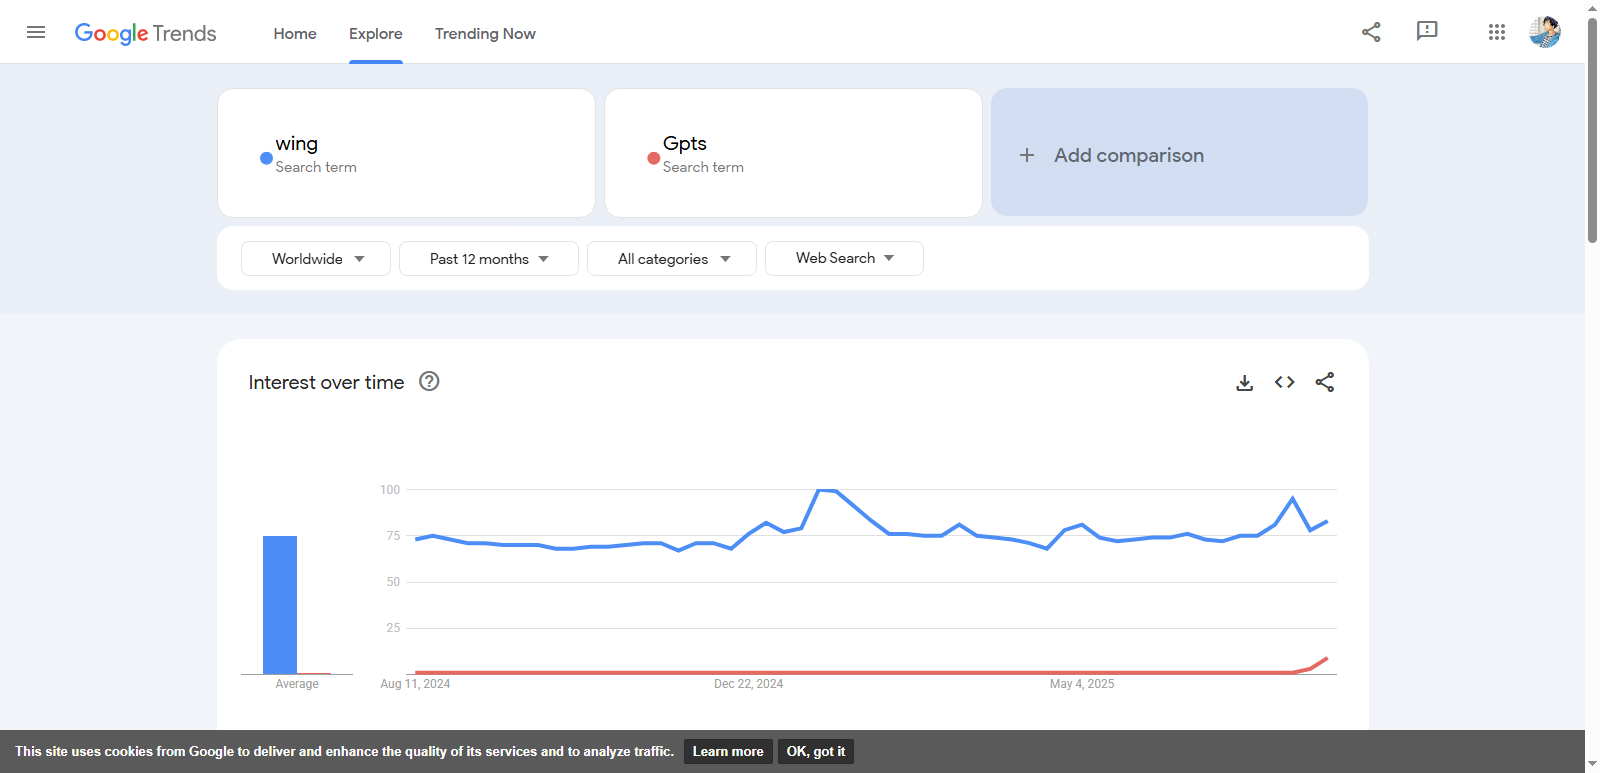 Google Trends
Home Explore Trending Now
wing
Search term
Gpts
Search term
Add comparison
Worldwide Past 12 months All categories Web Search
Interest over time
100
75
50
25
Average
Aug 11, 2024 Dec 22, 2024 May 4, 2025
This site uses cookies from Google to deliver and enhance the quality of its services and to analyze traffic. Learn more OK, got it